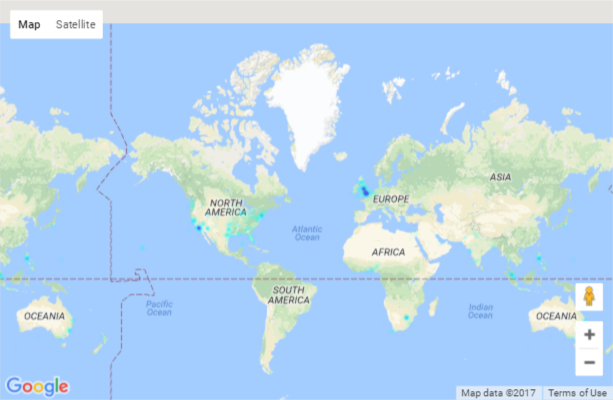 Map Satellite
NORTH
AMERICA
EUROPE
ASIA
Atlantic
Ocean
AFRICA
SOUTH
AMERICA
Pacific
Ocean
Indian
Ocean
OCEANIA
OCEANIA
Google
Map data ©2017 Terms of Use